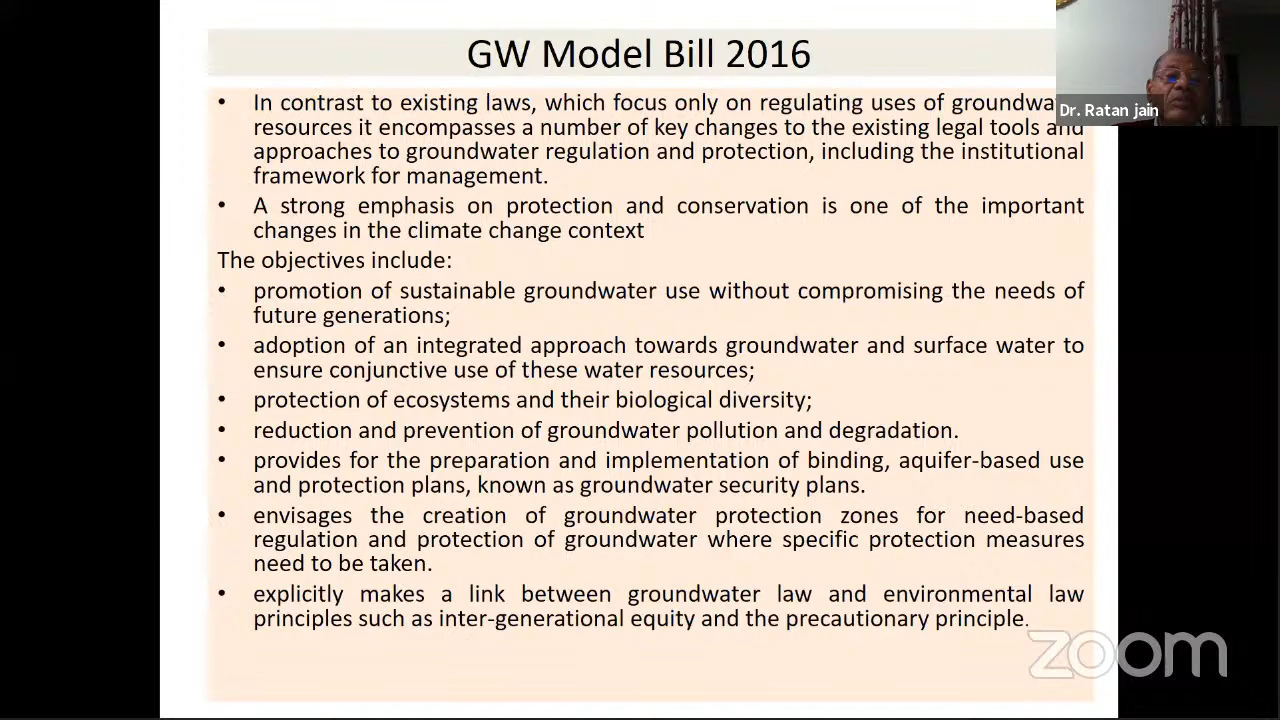 GW Model Bill 2016
• In contrast to existing laws, which focus only on regulating uses of
resources it encompasses a number of key changes to the existing legal tools and
approaches to groundwater regulation and protection, including the institutional
framework for management.
• A strong emphasis on protection and conservation is one of the important
changes in the climate change context
The objectives include:
• promotion of sustainable groundwater use without compromising the needs of
future generations;
• adoption of an integrated approach towards groundwater and surface water to
ensure conjunctive use of these water resources;
• protection of ecosystems and their biological diversity;
• reduction and prevention of groundwater pollution and degradation.
• provides for the preparation and implementation of binding, aquifer-based use
and protection plans, known as groundwater security plans.
• envisages the creation of groundwater protection zones for need-based
regulation and protection of groundwater where specific protection measures
need to be taken.
• explicitly makes a link between groundwater law and environmental law
principles such as inter-generational equity and the precautionary principle.
Dr. Ratan jain
zoom